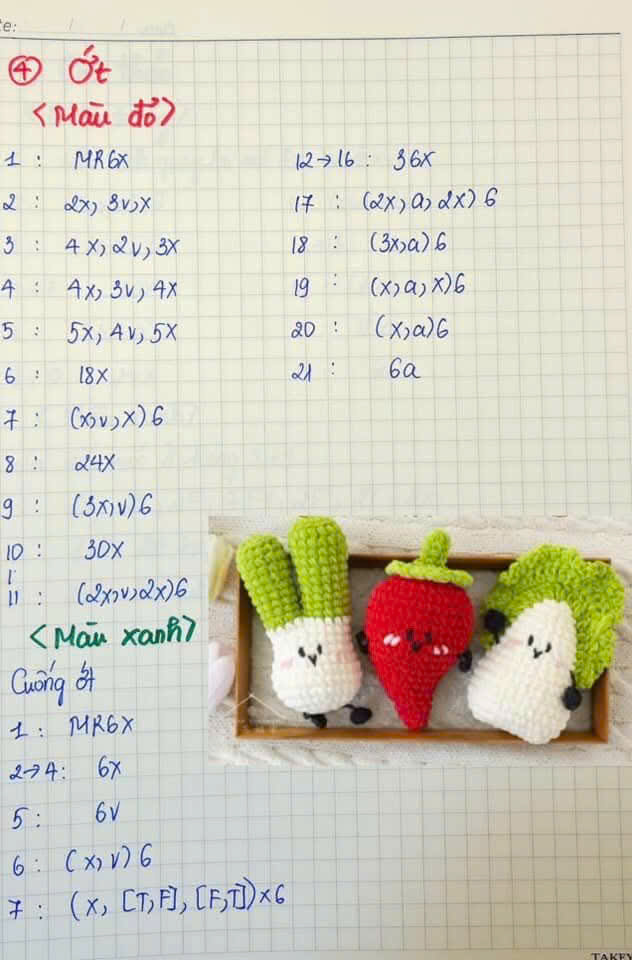 te: / /
④ Ớt
<Màu đỏ>
1 : MR6X
2 : 2x, 3v, x
3 : 4x, 2v, 3x
4 : 4x, 3v, 4x
5 : 5x, 4v, 5x
6 : 18x
7 : (x,v,x)6
8 : 24x
9 : (3x,v)6
10 : 30x
11 : (2x,v,2x)6
12→16 : 36x
17 : (2x, a, 2x) 6
18 : (3x,a)6
19 : (x,a,x)6
20 : (x,a)6
21 : 6a
<Màu xanh>
Cuống ớt
1 : MR6X
2→4 : 6x
5 : 6v
6 : (x, v) 6
7 : (x, [T,F], [F,T])x6
TAKEY